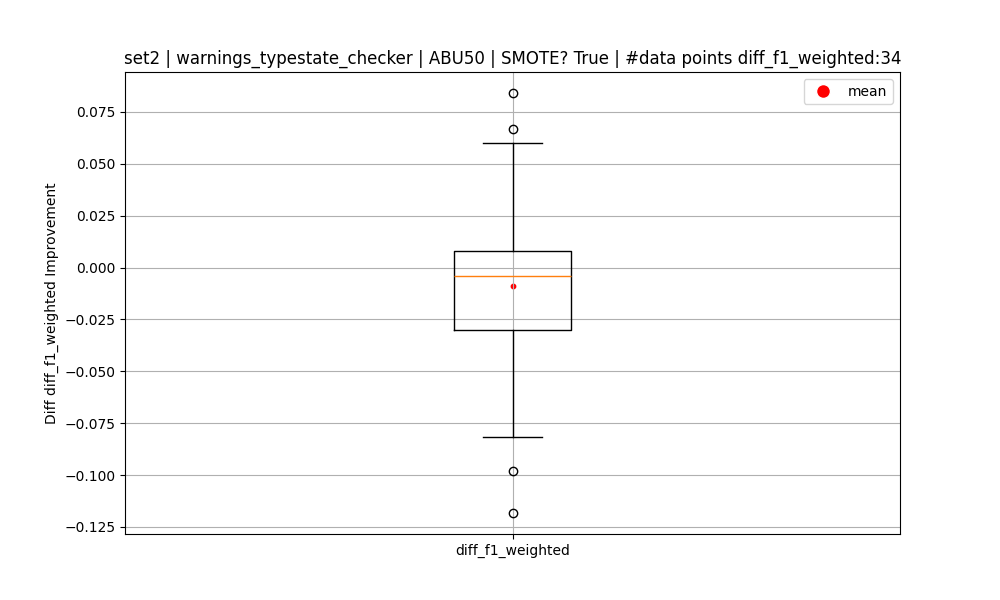 set2 | warnings_typestate_checker | ABU50 | SMOTE? True | #data points diff_f1_weighted:34
mean
0.075
0.050
0.025
0.000
−0.025
−0.050
−0.075
−0.100
−0.125
Diff diff_f1_weighted Improvement
diff_f1_weighted